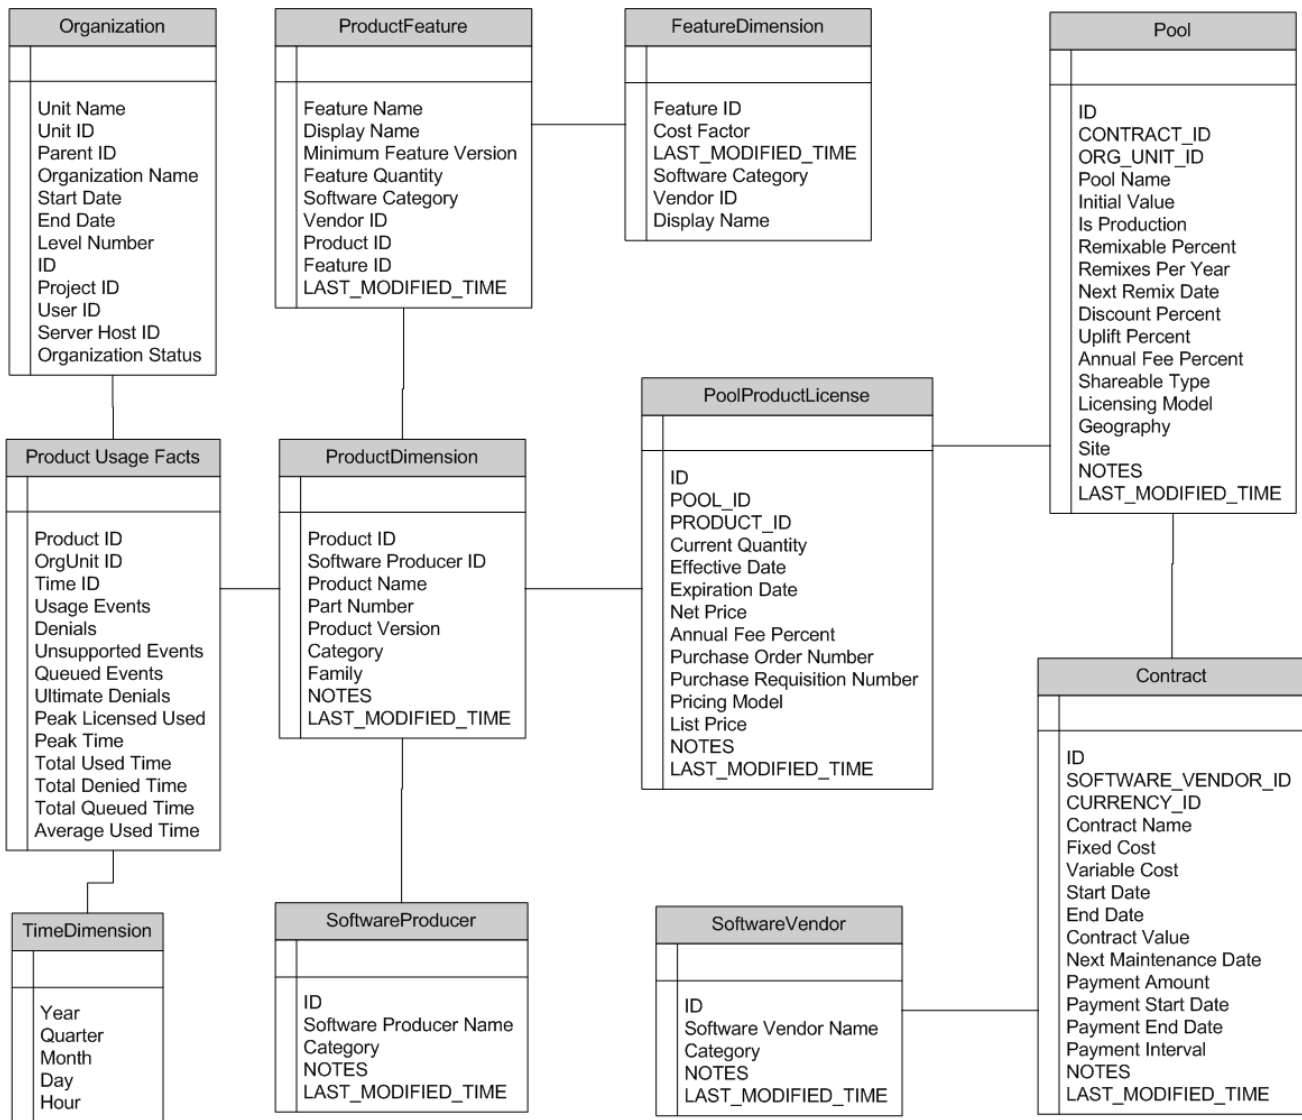 Organization
Unit Name
Unit ID
Parent ID
Organization Name
Start Date
End Date
Level Number
ID
Project ID
User ID
Server Host ID
Organization Status
ProductFeature
Feature Name
Display Name
Minimum Feature Version
Feature Quantity
Software Category
Vendor ID
Product ID
Feature ID
LAST_MODIFIED_TIME
FeatureDimension
Feature ID
Cost Factor
LAST_MODIFIED_TIME
Software Category
Vendor ID
Display Name
Pool
ID
CONTRACT_ID
ORG_UNIT_ID
Pool Name
Initial Value
Is Production
Remixable Percent
Remixes Per Year
Next Remix Date
Discount Percent
Uplift Percent
Annual Fee Percent
Shareable Type
Licensing Model
Geography
Site
NOTES
LAST_MODIFIED_TIME
Product Usage Facts
Product ID
OrgUnit ID
Time ID
Usage Events
Denials
Unsupported Events
Queued Events
Ultimate Denials
Peak Licensed Used
Peak Time
Total Used Time
Total Denied Time
Total Queued Time
Average Used Time
ProductDimension
Product ID
Software Producer ID
Product Name
Part Number
Product Version
Category
Family
NOTES
LAST_MODIFIED_TIME
PoolProductLicense
ID
POOL_ID
PRODUCT_ID
Current Quantity
Effective Date
Expiration Date
Net Price
Annual Fee Percent
Purchase Order Number
Purchase Requisition Number
Pricing Model
List Price
NOTES
LAST_MODIFIED_TIME
Contract
ID
SOFTWARE_VENDOR_ID
CURRENCY_ID
Contract Name
Fixed Cost
Variable Cost
Start Date
End Date
Contract Value
Next Maintenance Date
Payment Amount
Payment Start Date
Payment End Date
Payment Interval
NOTES
LAST_MODIFIED_TIME
TimeDimension
Year
Quarter
Month
Day
Hour
SoftwareProducer
ID
Software Producer Name
Category
NOTES
LAST_MODIFIED_TIME
SoftwareVendor
ID
Software Vendor Name
Category
NOTES
LAST_MODIFIED_TIME